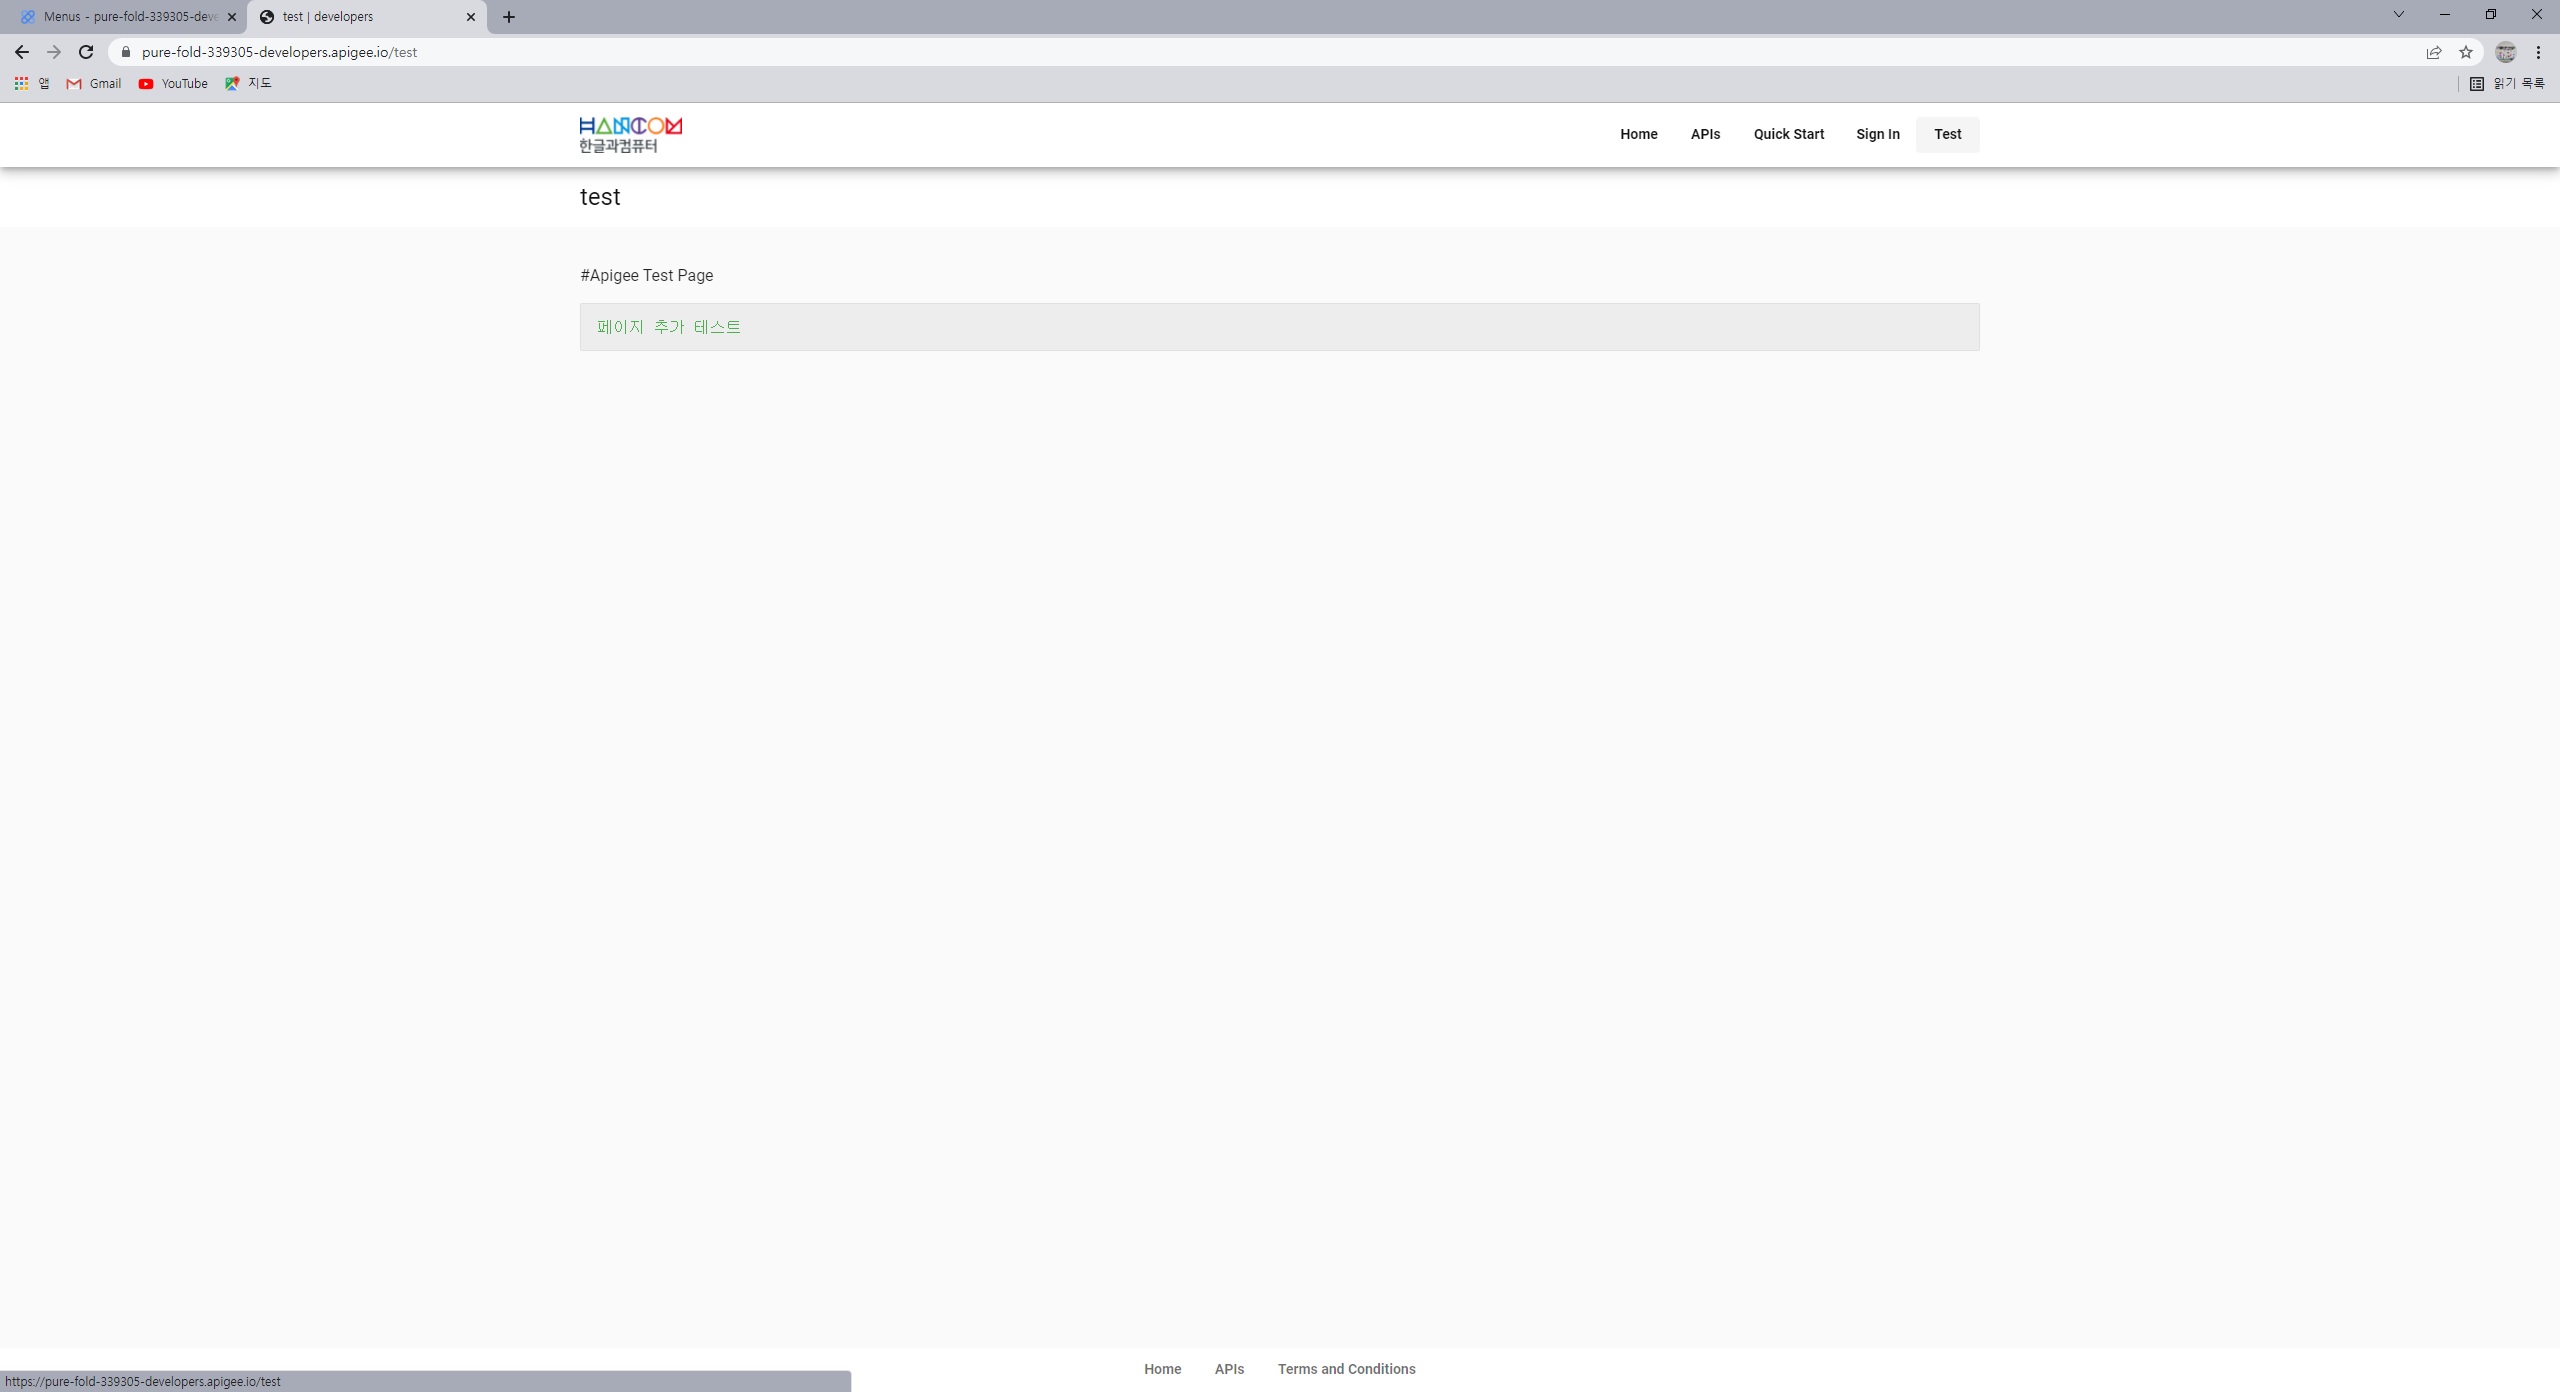 Menus - pure-fold-339305-deve
test | developers
pure-fold-339305-developers.apigee.io/test
앱
Gmail
YouTube
지도
읽기 목록
HANCOM
한글과컴퓨터
Home
APIs
Quick Start
Sign In
Test
test
#Apigee Test Page
페이지 추가 테스트
Home
APIs
Terms and Conditions
https://pure-fold-339305-developers.apigee.io/test